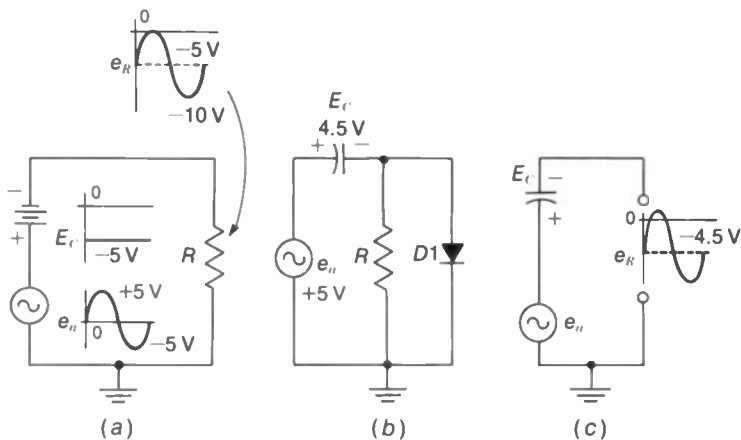 0
−5 V
e_R
−10 V
0
−
+
E_C
−5 V
R
+5 V
e_a
0
−5 V
(a)
E_C
4.5 V
+ −
e_a
+5 V
R
D1
(b)
E_C
−
+
0
−4.5 V
e_R
e_a
(c)